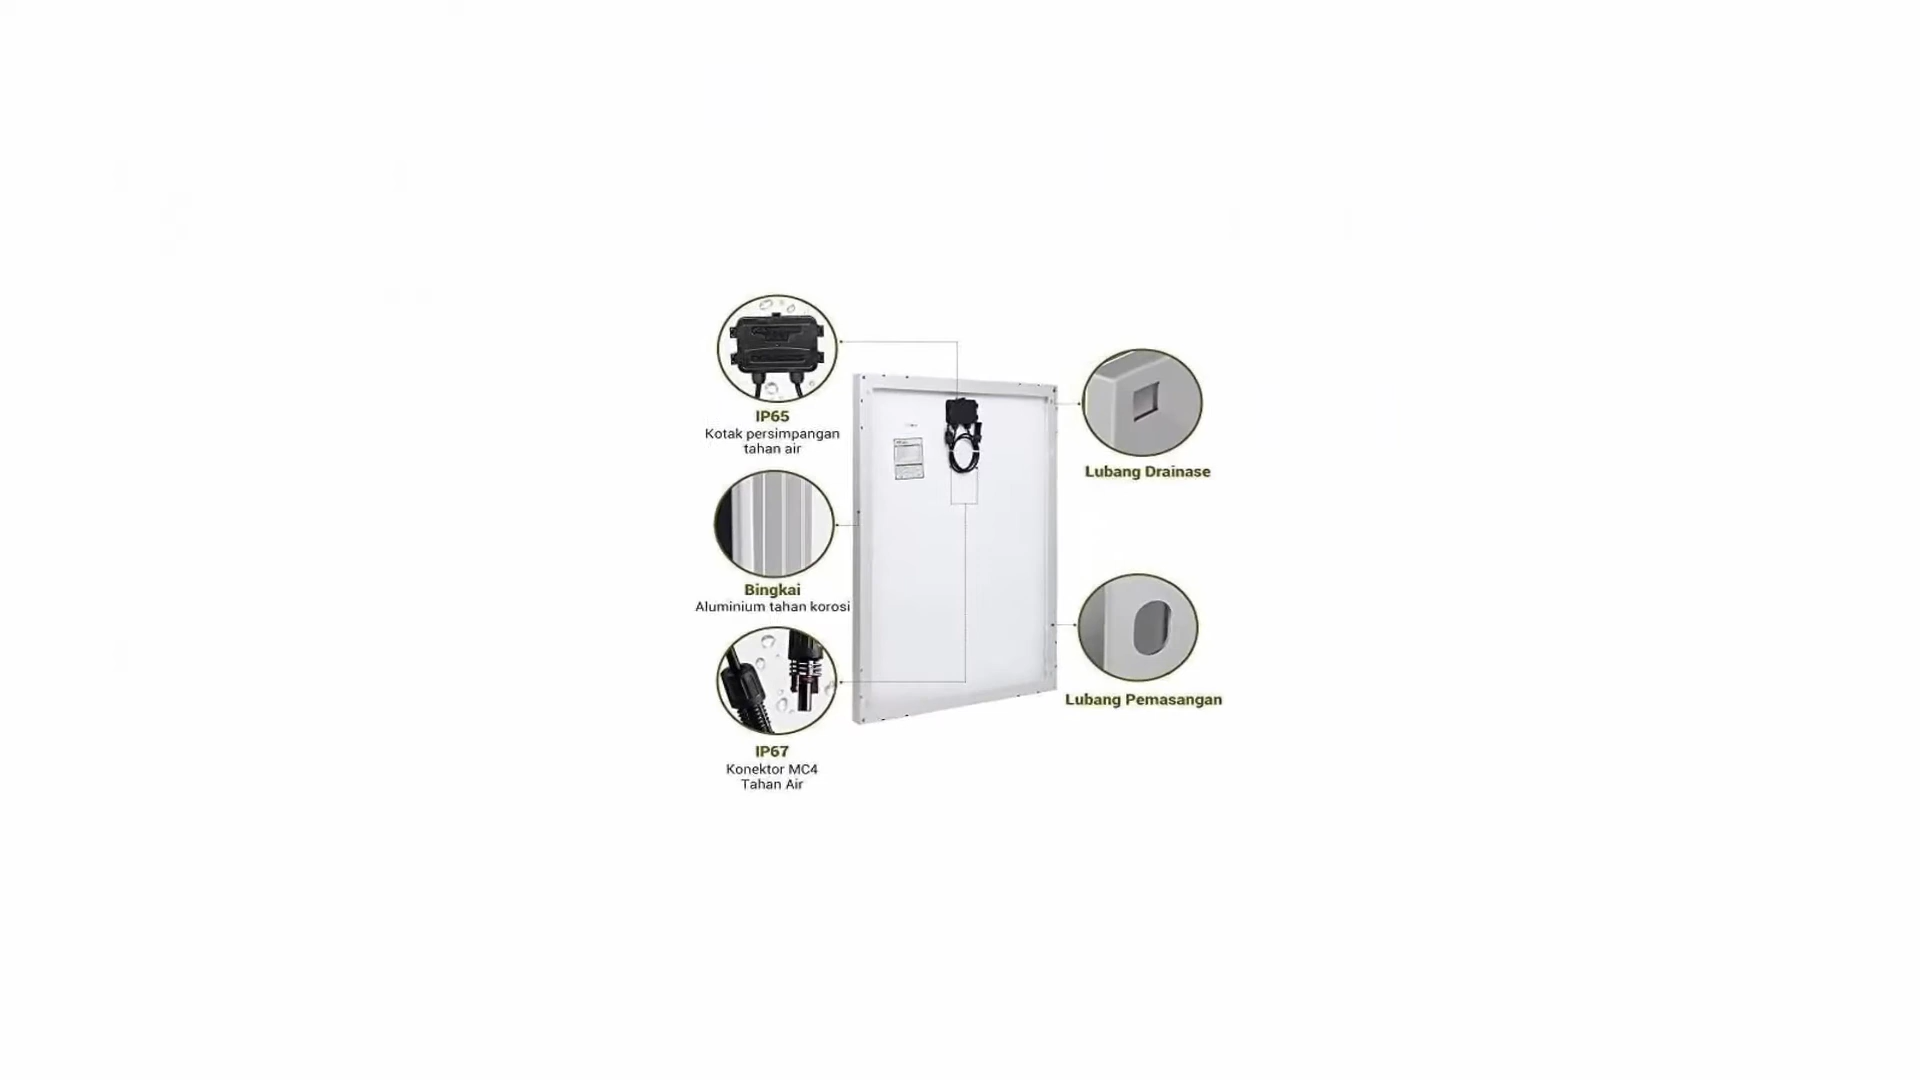 IP65
Kotak persimpangan
tahan air
Bingkai
Aluminium tahan korosi
IP67
Konektor MC4
Tahan Air
Lubang Drainase
Lubang Pemasangan